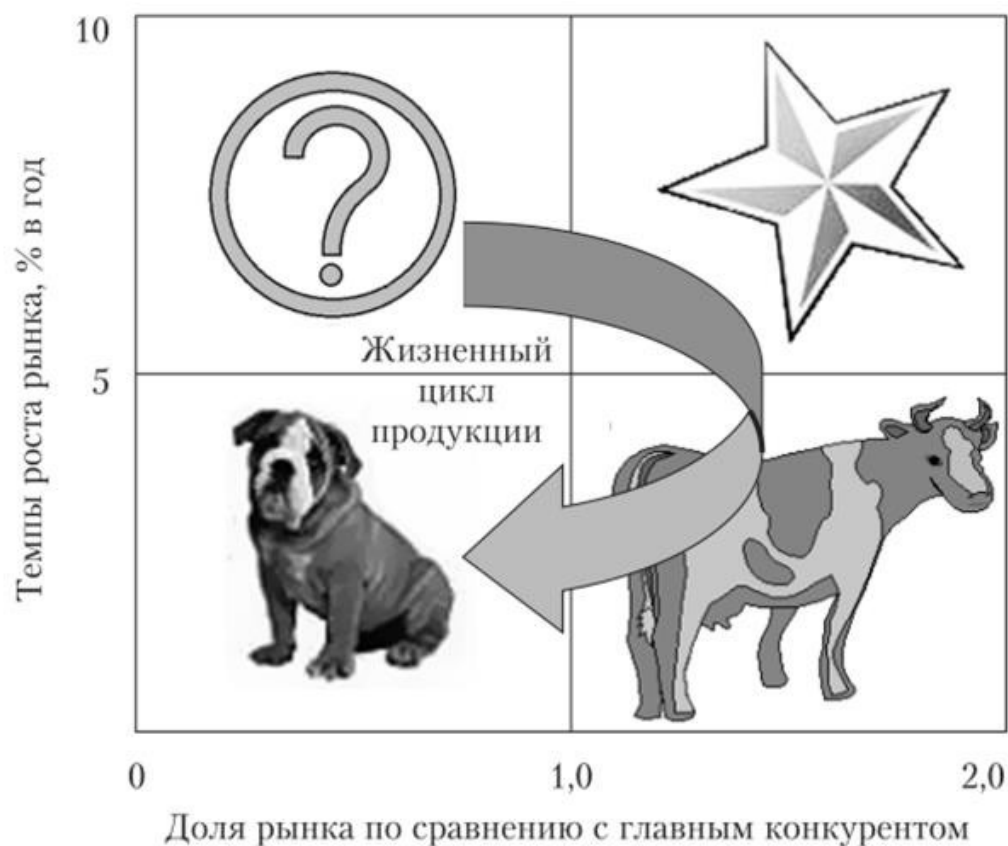 10
Темпы роста рынка, % в год
Жизненный
цикл
продукции
5
0
1,0
2,0
Доля рынка по сравнению с главным конкурентом